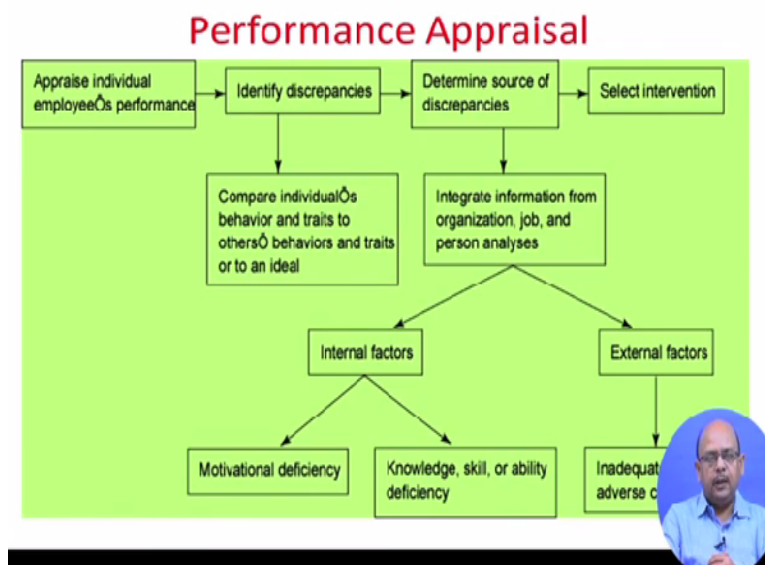 Performance Appraisal
Appraise individual
employeeÕs performance
Identify discrepancies
Determine source of
discrepancies
Select intervention
Compare individualÕs
behavior and traits to
othersÕ behaviors and traits
or to an ideal
Integrate information from
organization, job, and
person analyses
Internal factors
External factors
Motivational deficiency
Knowledge, skill, or ability
deficiency
adverse